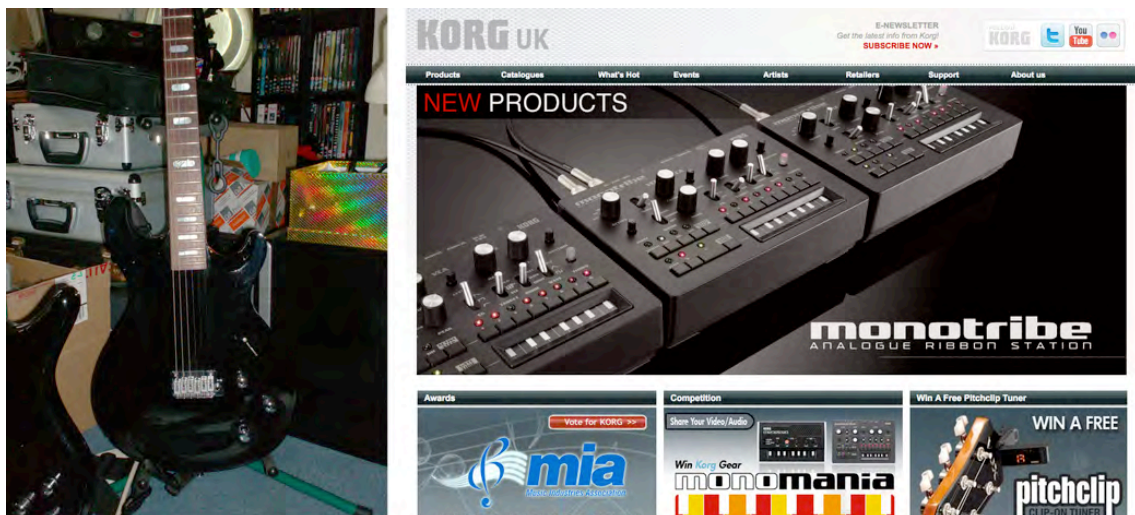 KORG UK
E-NEWSLETTER
Get the latest info from Korg!
SUBSCRIBE NOW »
KORG
You
Tube
Products Catalogues What's Hot Events Artists Retailers Support About us
NEW PRODUCTS
monotribe
KORG
monotribe
ANALOGUE RIBBON STATION
Awards
Vote for KORG >>
mia
Music Industries Association
Competition
Share Your Video/Audio
Win Korg Gear
monomania
Win A Free Pitchclip Tuner
WIN A FREE
pitchclip
CLIP-ON TUNER